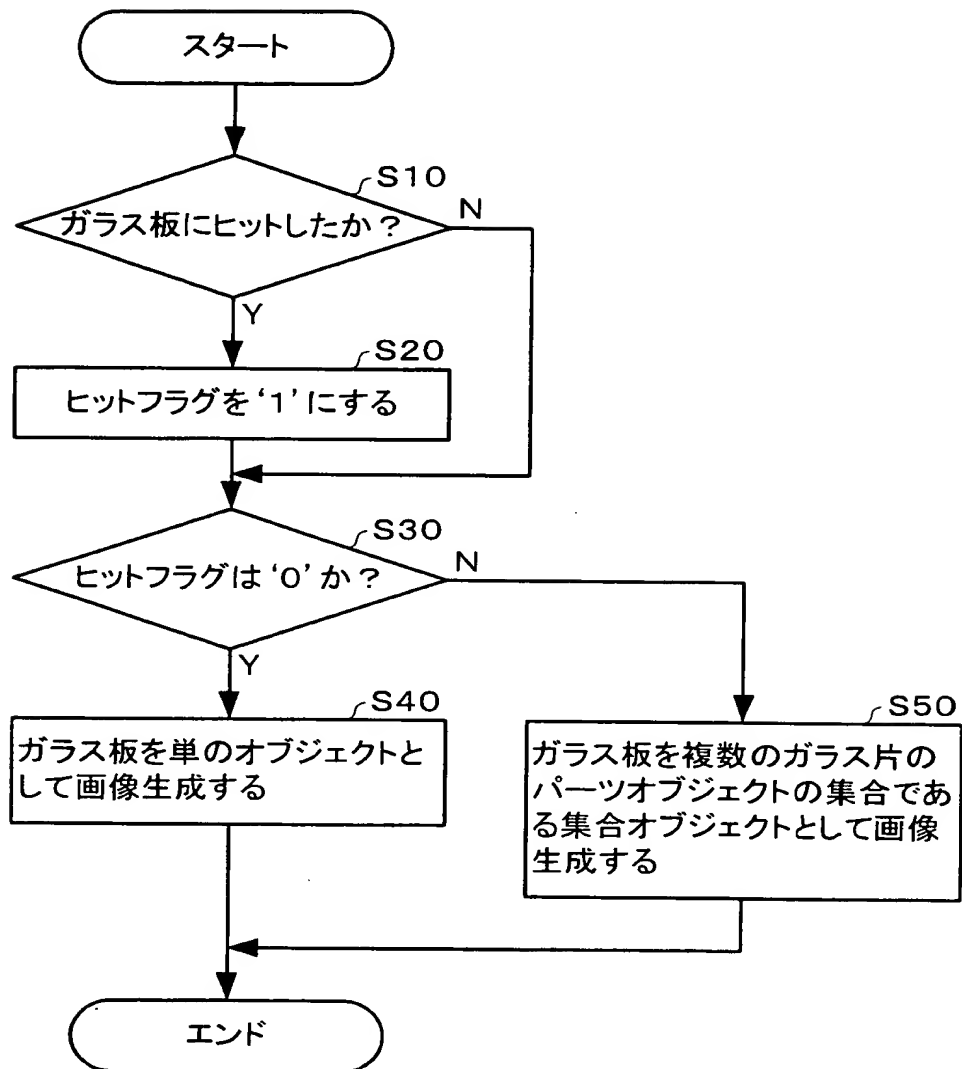 スタート
S10
ガラス板にヒットしたか？
N
Y
S20
ヒットフラグを‘1’にする
S30
ヒットフラグは‘0’か？
N
Y
S40
ガラス板を単のオブジェクトと
して画像生成する
S50
ガラス板を複数のガラス片の
パーツオブジェクトの集合であ
る集合オブジェクトとして画像
生成する
エンド